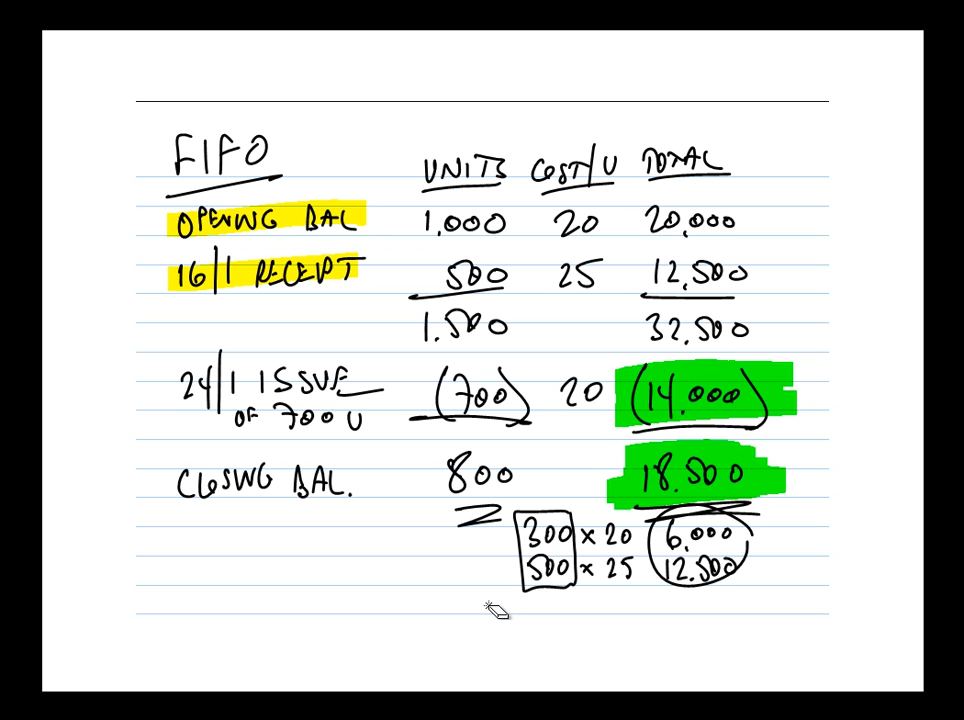 FIFO
UNITS COST/U TOTAL
OPENING BAL 1.000 20 20,000
16/1 RECEIPT 500 25 12,500
1.500 32.500
24/1 ISSUE (700) 20 (14.000)
OF 700 U
CLOSING BAL. 800 18.500
300 x 20 6.000
500 x 25 12.500